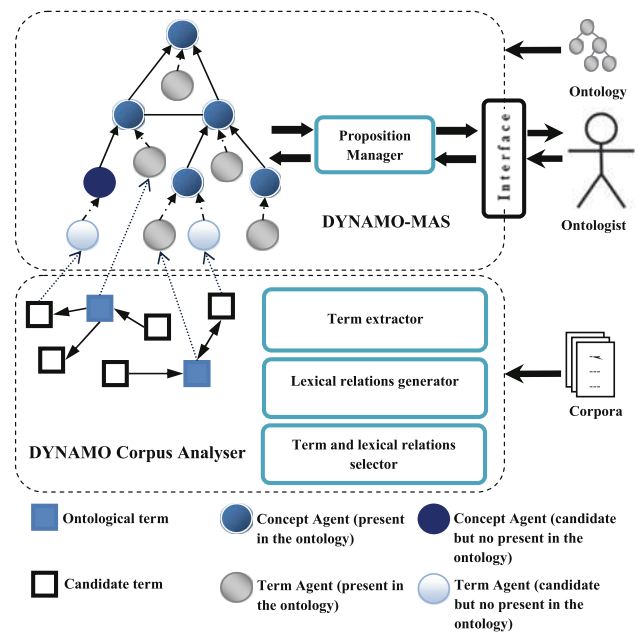 Ontology
Proposition
Manager
Interface
Ontologist
DYNAMO-MAS
Term extractor
Lexical relations generator
Corpora
DYNAMO Corpus Analyser
Term and lexical relations
selector
Ontological term
Concept Agent (present
in the ontology)
Concept Agent (candidate
but no present in the
ontology)
Candidate term
Term Agent (present in
the ontology)
Term Agent (candidate
but no present in the
ontology)